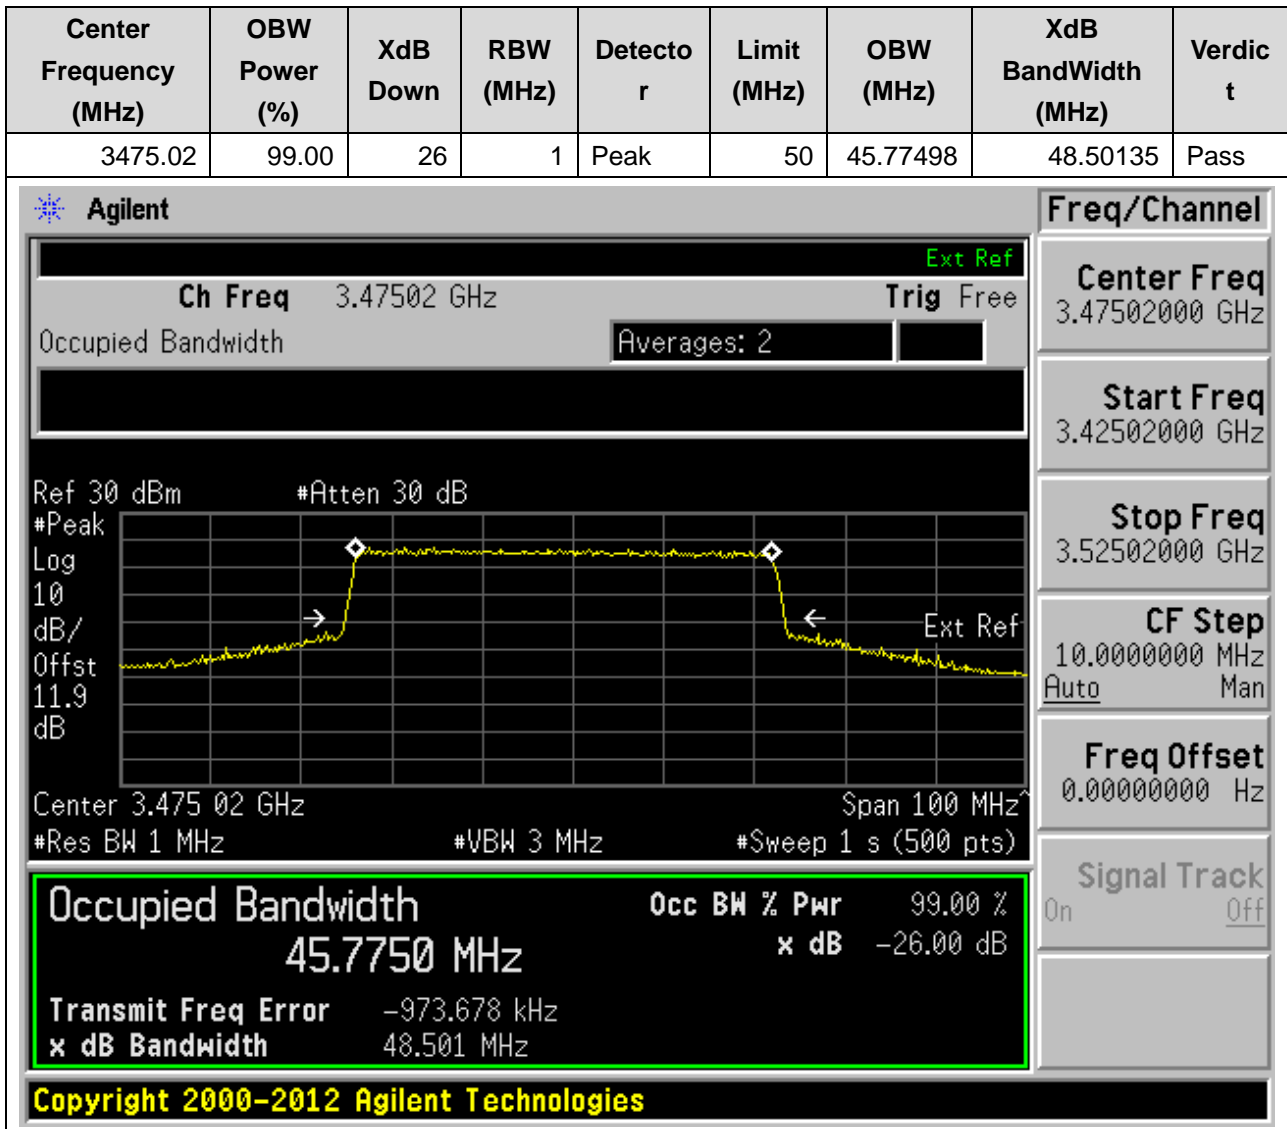 Center Frequency (MHz) OBW Power (%) XdB Down RBW (MHz) Detecto r Limit (MHz) OBW (MHz) XdB BandWidth (MHz) Verdic t
3475.02 99.00 26 1 Peak 50 45.77498 48.50135 Pass
Agilent
Freq/Channel
Ext Ref
Ch Freq 3.47502 GHz Trig Free
Occupied Bandwidth Averages: 2
Center Freq
3.47502000 GHz
Start Freq
3.42502000 GHz
Stop Freq
3.52502000 GHz
CF Step
10.0000000 MHz
Auto Man
Freq Offset
0.00000000 Hz
Signal Track
On Off
Ref 30 dBm #Atten 30 dB
#Peak
Log
10
dB/
Offst
11.9
dB
Ext Ref
Center 3.475 02 GHz Span 100 MHz^
#Res BW 1 MHz #VBW 3 MHz #Sweep 1 s (500 pts)
Occupied Bandwidth Occ BW % Pwr 99.00 %
45.7750 MHz x dB -26.00 dB
Transmit Freq Error -973.678 kHz
x dB Bandwidth 48.501 MHz
Copyright 2000-2012 Agilent Technologies